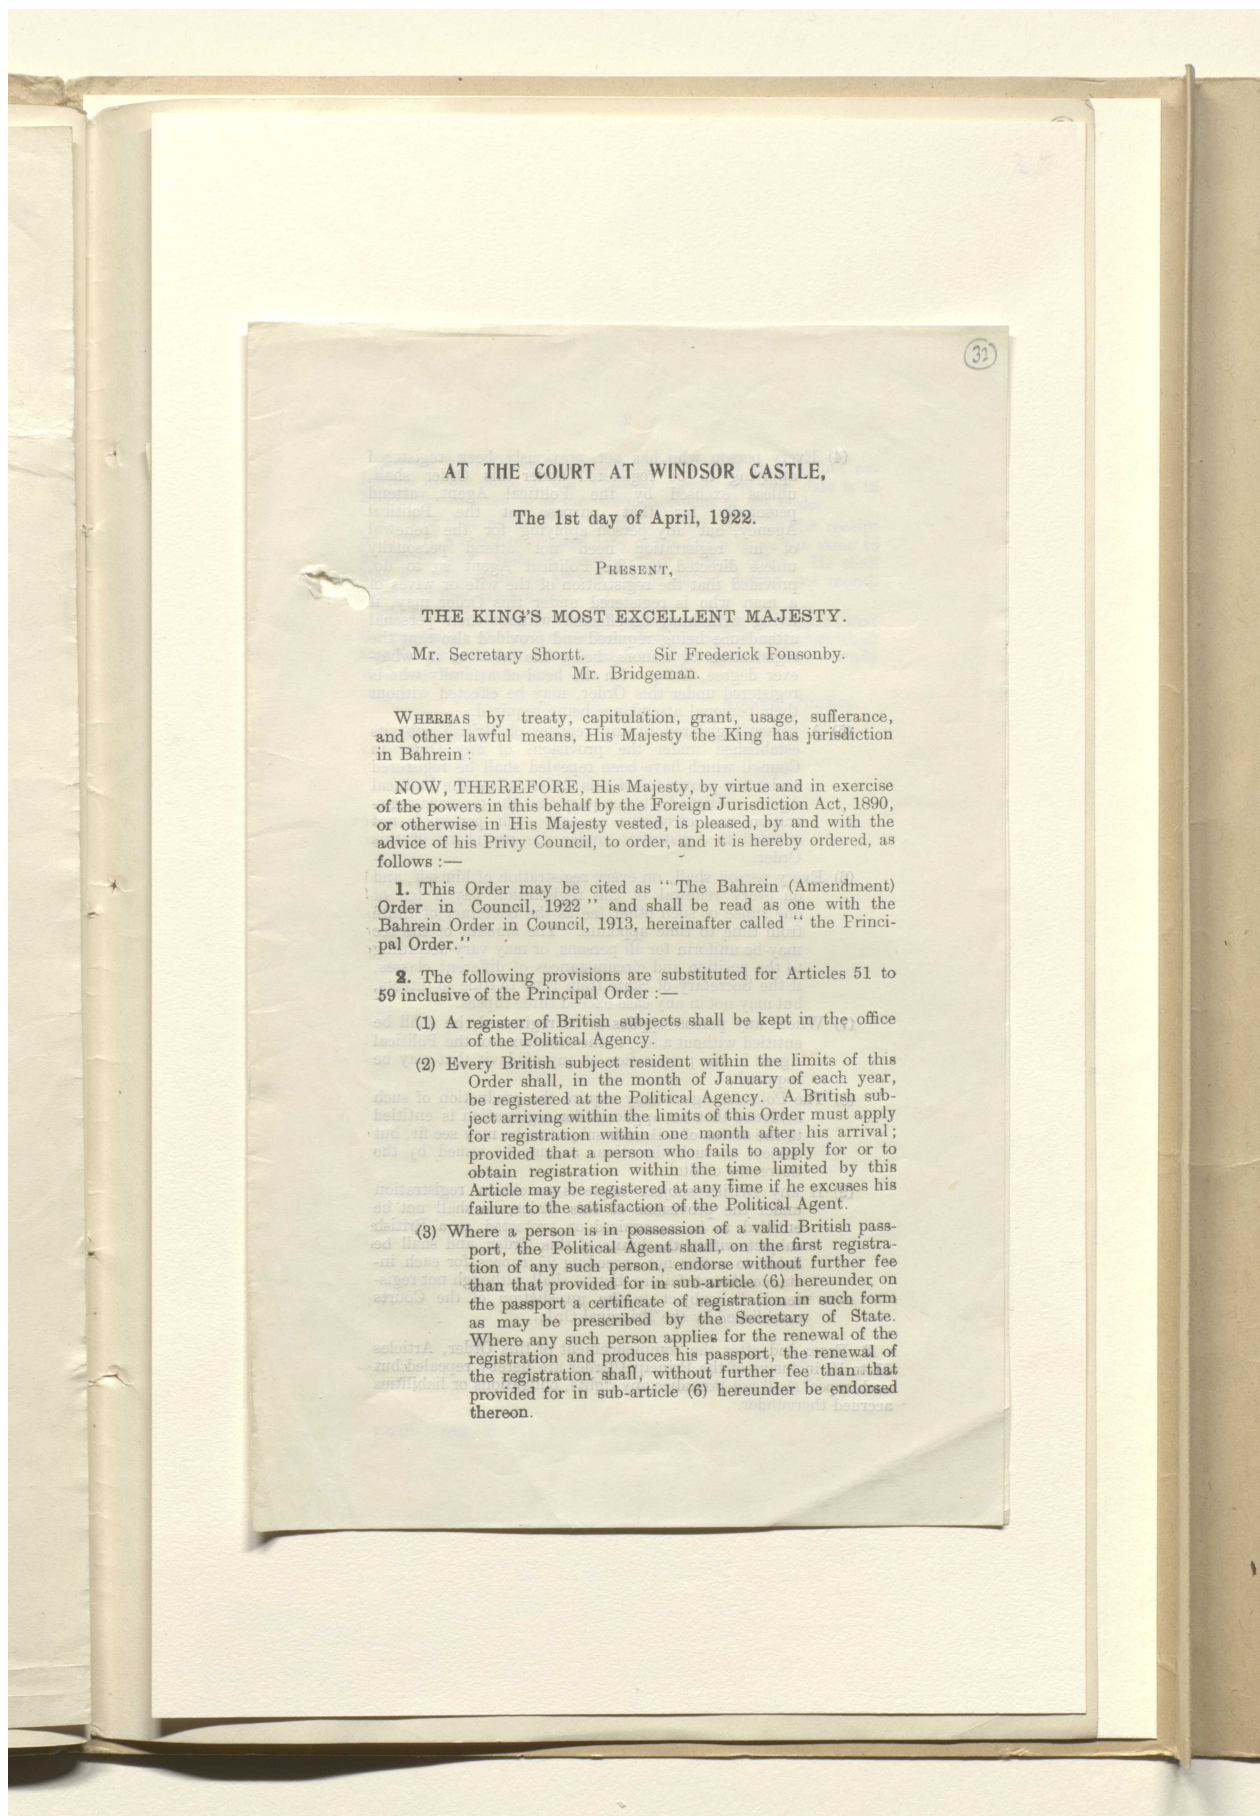 32
AT THE COURT AT WINDSOR CASTLE,
The 1st day of April, 1922.
PRESENT,
THE KING'S MOST EXCELLENT MAJESTY.
Mr. Secretary Shortt. Sir Frederick Fonsonby.
Mr. Bridgeman.
WHEREAS by treaty, capitulation, grant, usage, sufferance,
and other lawful means, His Majesty the King has jurisdiction
in Bahrein :
NOW, THEREFORE, His Majesty, by virtue and in exercise
of the powers in this behalf by the Foreign Jurisdiction Act, 1890,
or otherwise in His Majesty vested, is pleased, by and with the
advice of his Privy Council, to order, and it is hereby ordered, as
follows :—
1. This Order may be cited as " The Bahrein (Amendment)
Order in Council, 1922 " and shall be read as one with the
Bahrein Order in Council, 1913, hereinafter called " the Frinci-
pal Order."
2. The following provisions are substituted for Articles 51 to
59 inclusive of the Principal Order :—
(1) A register of British subjects shall be kept in the office
of the Political Agency.
(2) Every British subject resident within the limits of this
Order shall, in the month of January of each year,
be registered at the Political Agency. A British sub-
ject arriving within the limits of this Order must apply
for registration within one month after his arrival ;
provided that a person who fails to apply for or to
obtain registration within the time limited by this
Article may be registered at any time if he excuses his
failure to the satisfaction of the Political Agent.
(3) Where a person is in possession of a valid British pass-
port, the Political Agent shall, on the first registra-
tion of any such person, endorse without further fee
than that provided for in sub-article (6) hereunder, on
the passport a certificate of registration in such form
as may be prescribed by the Secretary of State.
Where any such person applies for the renewal of the
registration and produces his passport, the renewal of
the registration shall, without further fee than that
provided for in sub-article (6) hereunder be endorsed
thereon.